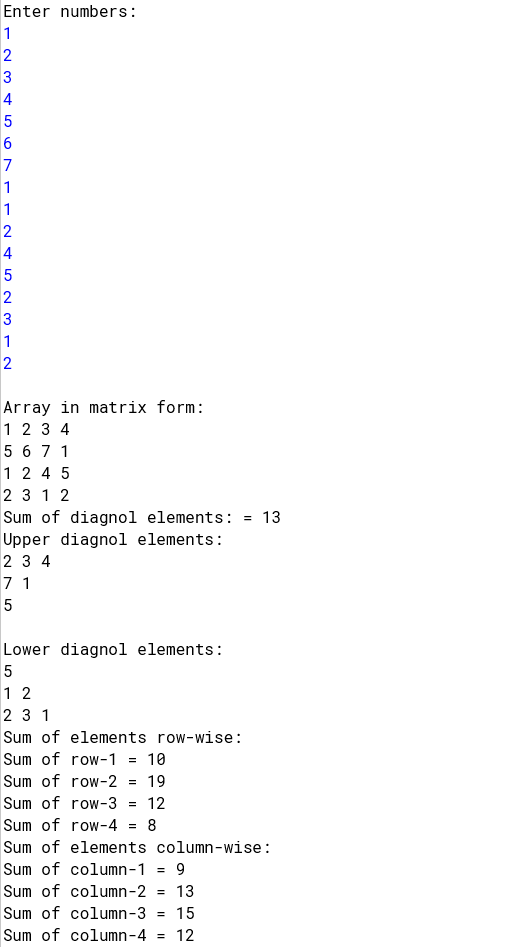 Enter numbers:
1
2
3
4
5
6
7
1
1
2
4
5
2
3
1
2
Array in matrix form:
1 2 3 4
5 6 7 1
1 2 4 5
2 3 1 2
Sum of diagnol elements: = 13
Upper diagnol elements:
2 3 4
7 1
5
Lower diagnol elements:
5
1 2
2 3 1
Sum of elements row-wise:
Sum of row-1 = 10
Sum of row-2 = 19
Sum of row-3 = 12
Sum of row-4 = 8
Sum of elements column-wise:
Sum of column-1 = 9
Sum of column-2 = 13
Sum of column-3 = 15
Sum of column-4 = 12